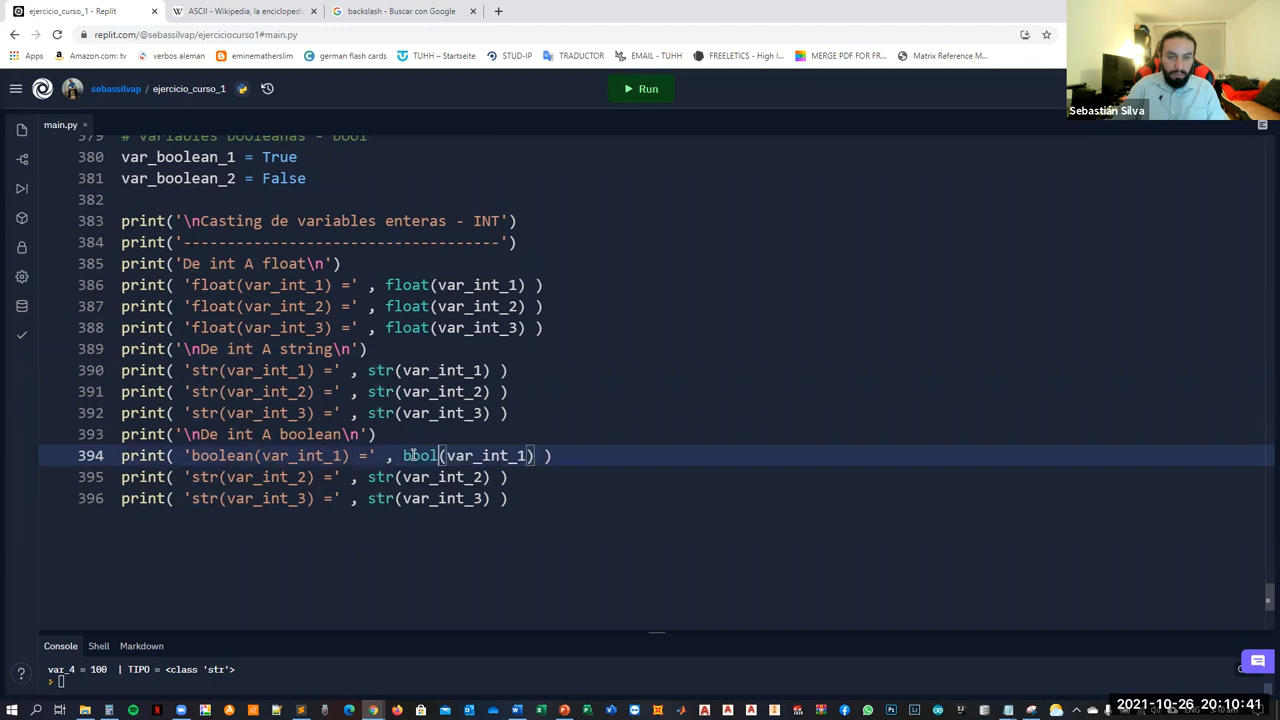 ejercicio_curso_1 - Replit
ASCII - Wikipedia, la enciclopedi
backslash - Buscar con Google
replit.com/@sebassilvap/ejerciciocurso1#main.py
Apps
Amazon.com: tv
verbos aleman
eminematherslim
german flash cards
TUHH – Startseite
STUD-IP
TRADUCTOR
EMAIL - TUHH
FREELETICS - High I...
MERGE PDF FOR FR...
Matrix Reference M...
sebassilvap / ejercicio_curso_1
Run
Sebastián Silva
main.py
379 # variables booleanas - bool
380 var_boolean_1 = True
381 var_boolean_2 = False
382
383 print('\nCasting de variables enteras - INT')
384 print('------------------------------------')
385 print('De int A float\n')
386 print( 'float(var_int_1) =' , float(var_int_1) )
387 print( 'float(var_int_2) =' , float(var_int_2) )
388 print( 'float(var_int_3) =' , float(var_int_3) )
389 print('\nDe int A string\n')
390 print( 'str(var_int_1) =' , str(var_int_1) )
391 print( 'str(var_int_2) =' , str(var_int_2) )
392 print( 'str(var_int_3) =' , str(var_int_3) )
393 print('\nDe int A boolean\n')
394 print( 'boolean(var_int_1) =' , bool(var_int_1) )
395 print( 'str(var_int_2) =' , str(var_int_2) )
396 print( 'str(var_int_3) =' , str(var_int_3) )
Console
Shell
Markdown
var_4 = 100 | TIPO = <class 'str'>
2021-10-26 20:10:41